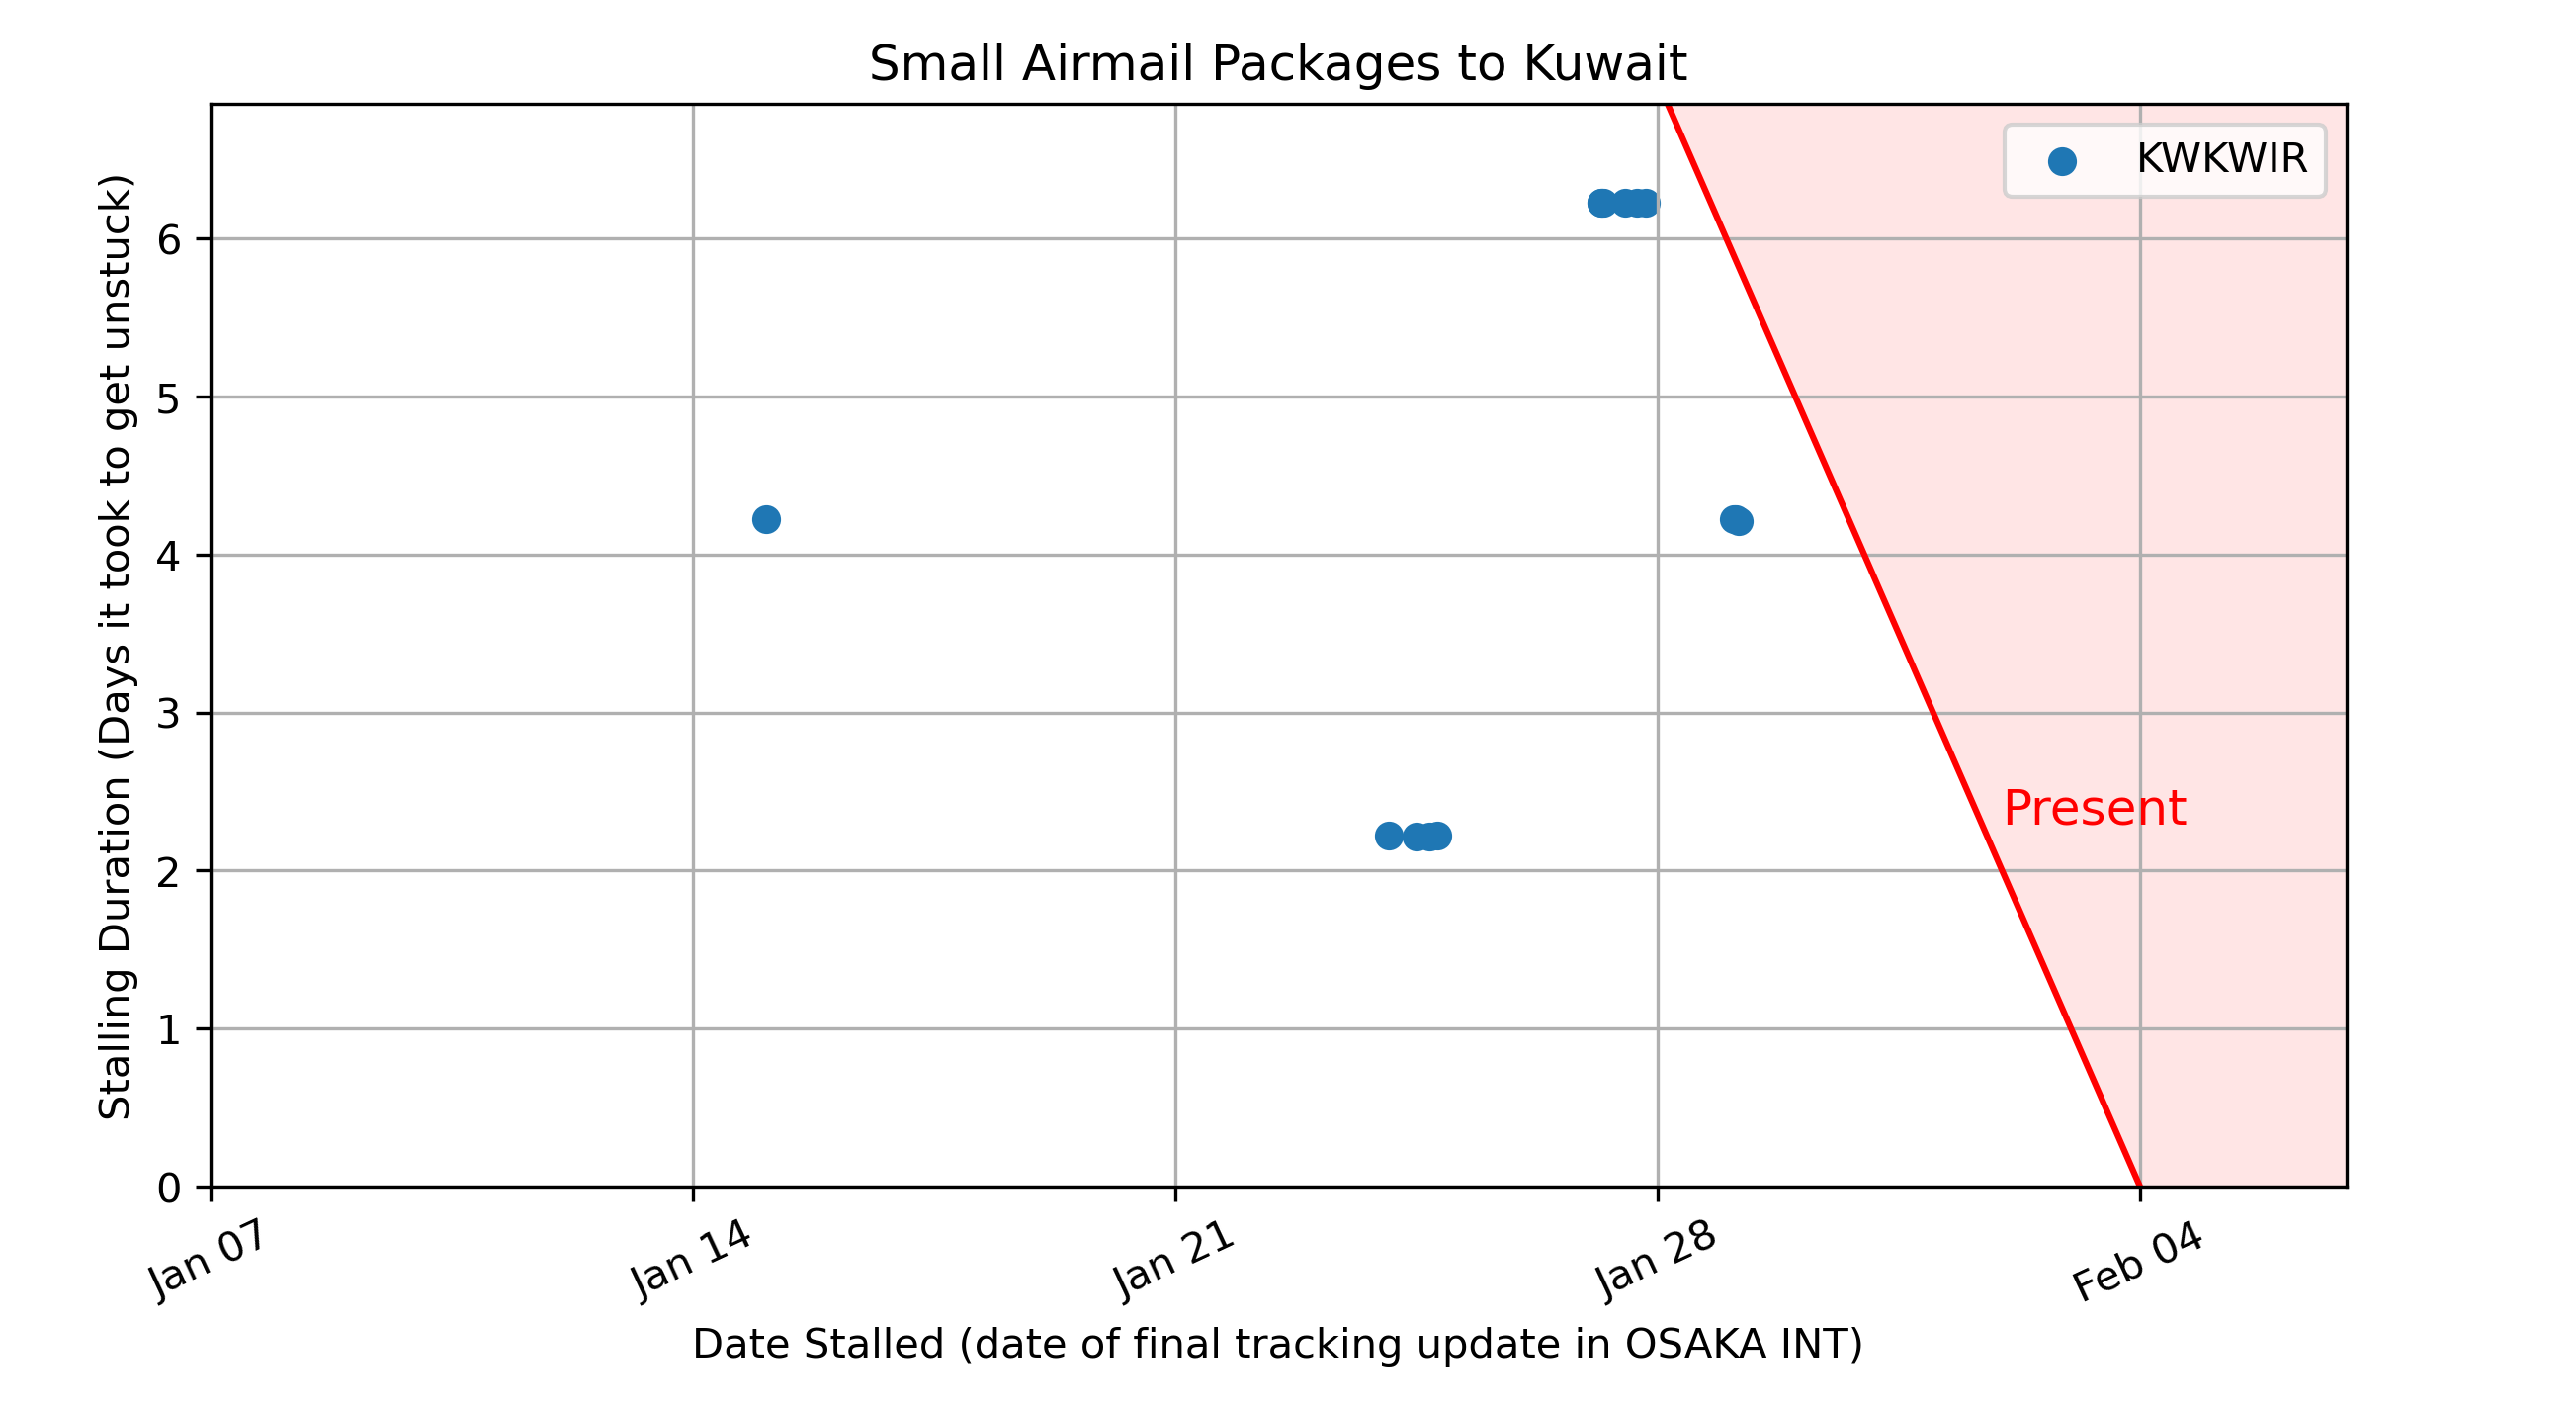 Small Airmail Packages to Kuwait
KWKWIR
Stalling Duration (Days it took to get unstuck)
6
5
4
3
2
1
0
Present
Jan 07
Jan 14
Jan 21
Jan 28
Feb 04
Date Stalled (date of final tracking update in OSAKA INT)